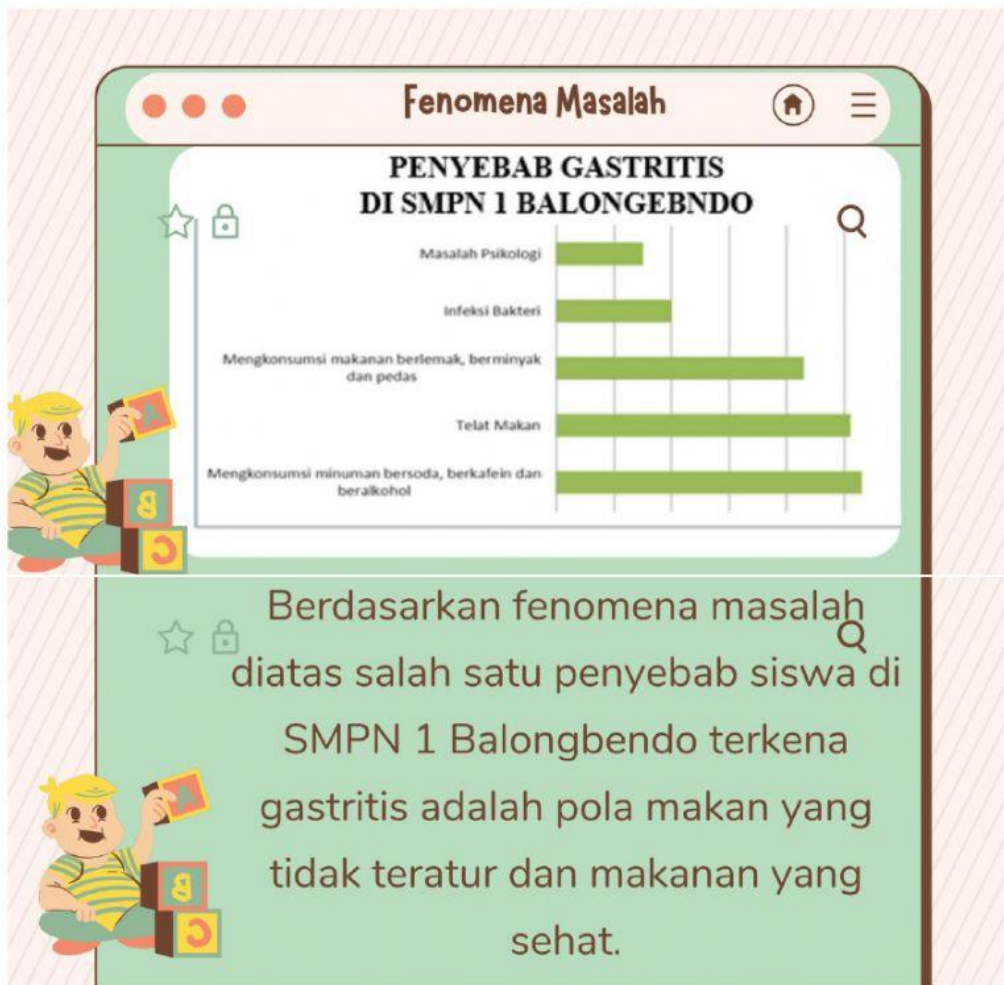 Fenomena Masalah
PENYEBAB GASTRITIS
DI SMPN 1 BALONGEBNDO
Masalah Psikologi
Infeksi Bakteri
Mengkonsumsi makanan berlemak, berminyak
dan pedas
Telat Makan
Mengkonsumsi minuman bersoda, berkafein dan
beralkohol
A
B
C
Berdasarkan fenomena masalah
diatas salah satu penyebab siswa di
SMPN 1 Balongbendo terkena
gastritis adalah pola makan yang
tidak teratur dan makanan yang
sehat.
A
B
C